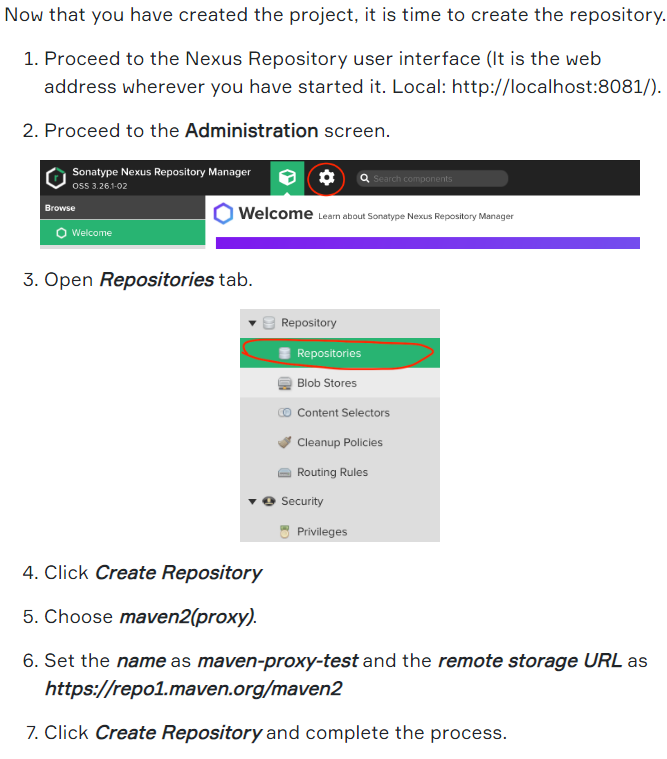 Now that you have created the project, it is time to create the repository.
1. Proceed to the Nexus Repository user interface (It is the web
address wherever you have started it. Local: http://localhost:8081/).
2. Proceed to the Administration screen.
Sonatype Nexus Repository Manager
OSS 3.26.1-02
Search components
Browse
Welcome Learn about Sonatype Nexus Repository Manager
Welcome
3. Open Repositories tab.
Repository
Repositories
Blob Stores
Content Selectors
Cleanup Policies
Routing Rules
Security
Privileges
4. Click Create Repository
5. Choose maven2(proxy).
6. Set the name as maven-proxy-test and the remote storage URL as
https://repo1.maven.org/maven2
7. Click Create Repository and complete the process.